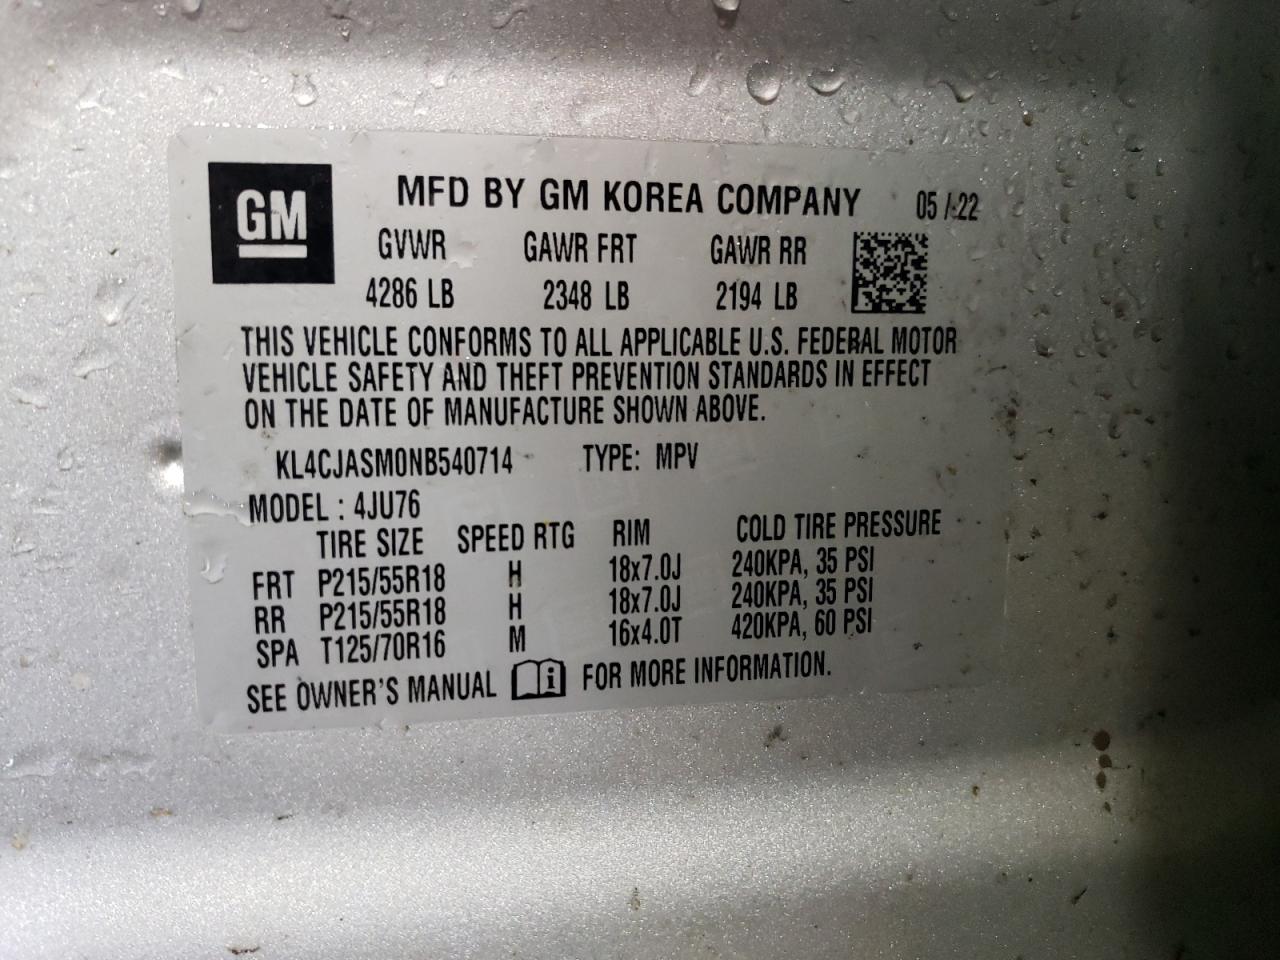 GM
MFD BY GM KOREA COMPANY 05 / 22
GVWR GAWR FRT GAWR RR
4286 LB 2348 LB 2194 LB
THIS VEHICLE CONFORMS TO ALL APPLICABLE U.S. FEDERAL MOTOR
VEHICLE SAFETY AND THEFT PREVENTION STANDARDS IN EFFECT
ON THE DATE OF MANUFACTURE SHOWN ABOVE.
KL4CJASM0NB540714 TYPE: MPV
MODEL : 4JU76
TIRE SIZE SPEED RTG RIM COLD TIRE PRESSURE
FRT P215/55R18 H 18x7.0J 240KPA, 35 PSI
RR P215/55R18 H 18x7.0J 240KPA, 35 PSI
SPA T125/70R16 M 16x4.0T 420KPA, 60 PSI
SEE OWNER'S MANUAL i FOR MORE INFORMATION.